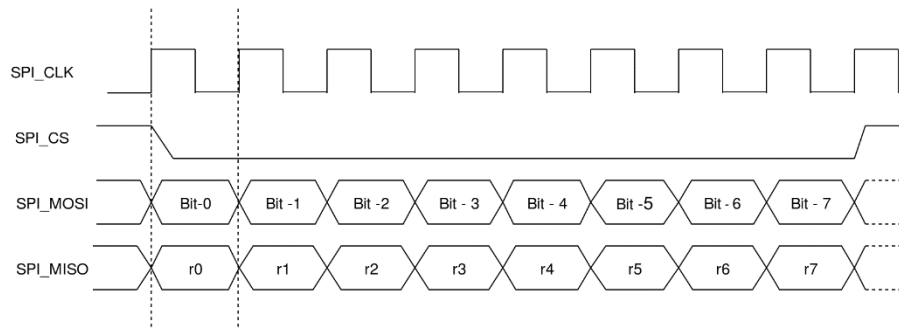 SPI_CLK
SPI_CS
SPI_MOSI Bit-0 Bit -1 Bit -2 Bit - 3 Bit - 4 Bit -5 Bit - 6 Bit - 7
SPI_MISO r0 r1 r2 r3 r4 r5 r6 r7